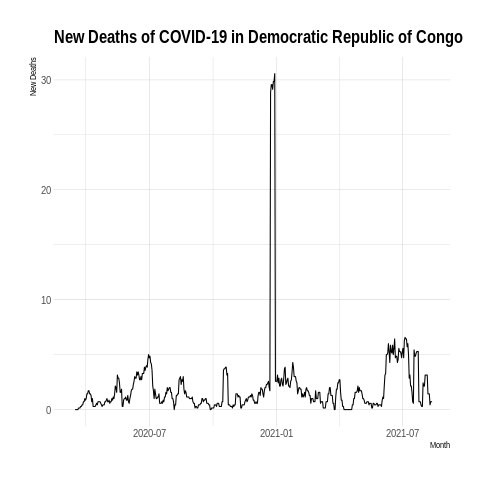 New Deaths of COVID-19 in Democratic Republic of Congo
New Deaths
30
20
10
0
2020-07 2021-01 2021-07
Month